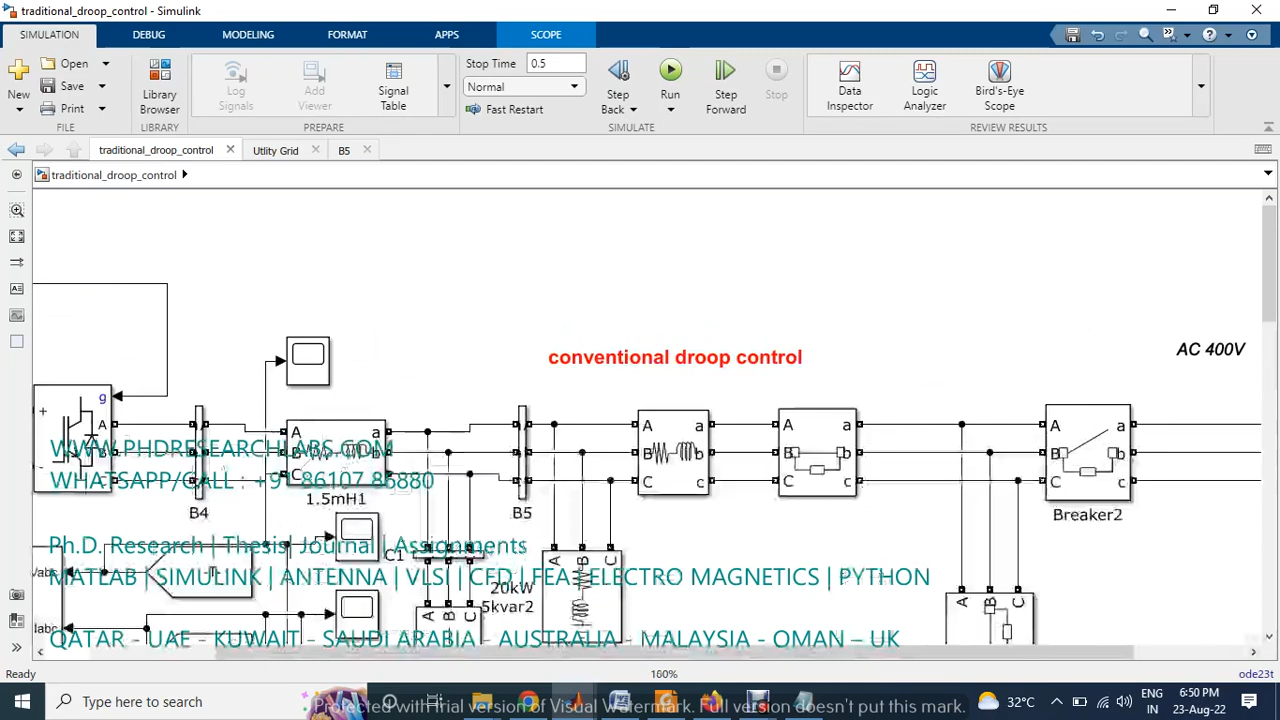 traditional_droop_control - Simulink
SIMULATION DEBUG MODELING FORMAT APPS SCOPE
New Open Save Print
Library Browser
Log Signals
Add Viewer
Signal Table
Stop Time 0.5
Normal
Fast Restart
Step Back
Run
Step Forward
Stop
Data Inspector
Logic Analyzer
Bird's-Eye Scope
FILE LIBRARY PREPARE SIMULATE REVIEW RESULTS
traditional_droop_control Utlity Grid B5
traditional_droop_control
conventional droop control
AC 400V
g
+
A
A a
B b
C
1.5mH1
B4
B5
A a
B b
C c
A a
B b
C c
A a
B b
C c
Breaker2
WWW.PHDRESEARCHLABS.COM
WHATSAPP/CALL : +9 86107 86880
C1
Ph.D. Research | Thesis| Journal | Assignments
MATLAB | SIMULINK | ANTENNA | VLSI | CFD | FEA | ELECTRO MAGNETICS | PYTHON
Vabc
Iabc
20kW
5kvar2
A B C
A B C
A B C
QATAR - UAE - KUWAIT - SAUDI ARABIA - AUSTRALIA - MALAYSIA - OMAN – UK
Ready 160% ode23t
Type here to search
Protected with trial version of Visual Watermark. Full version doesn't put this mark.
32°C
ENG
IN
6:50 PM
23-Aug-22